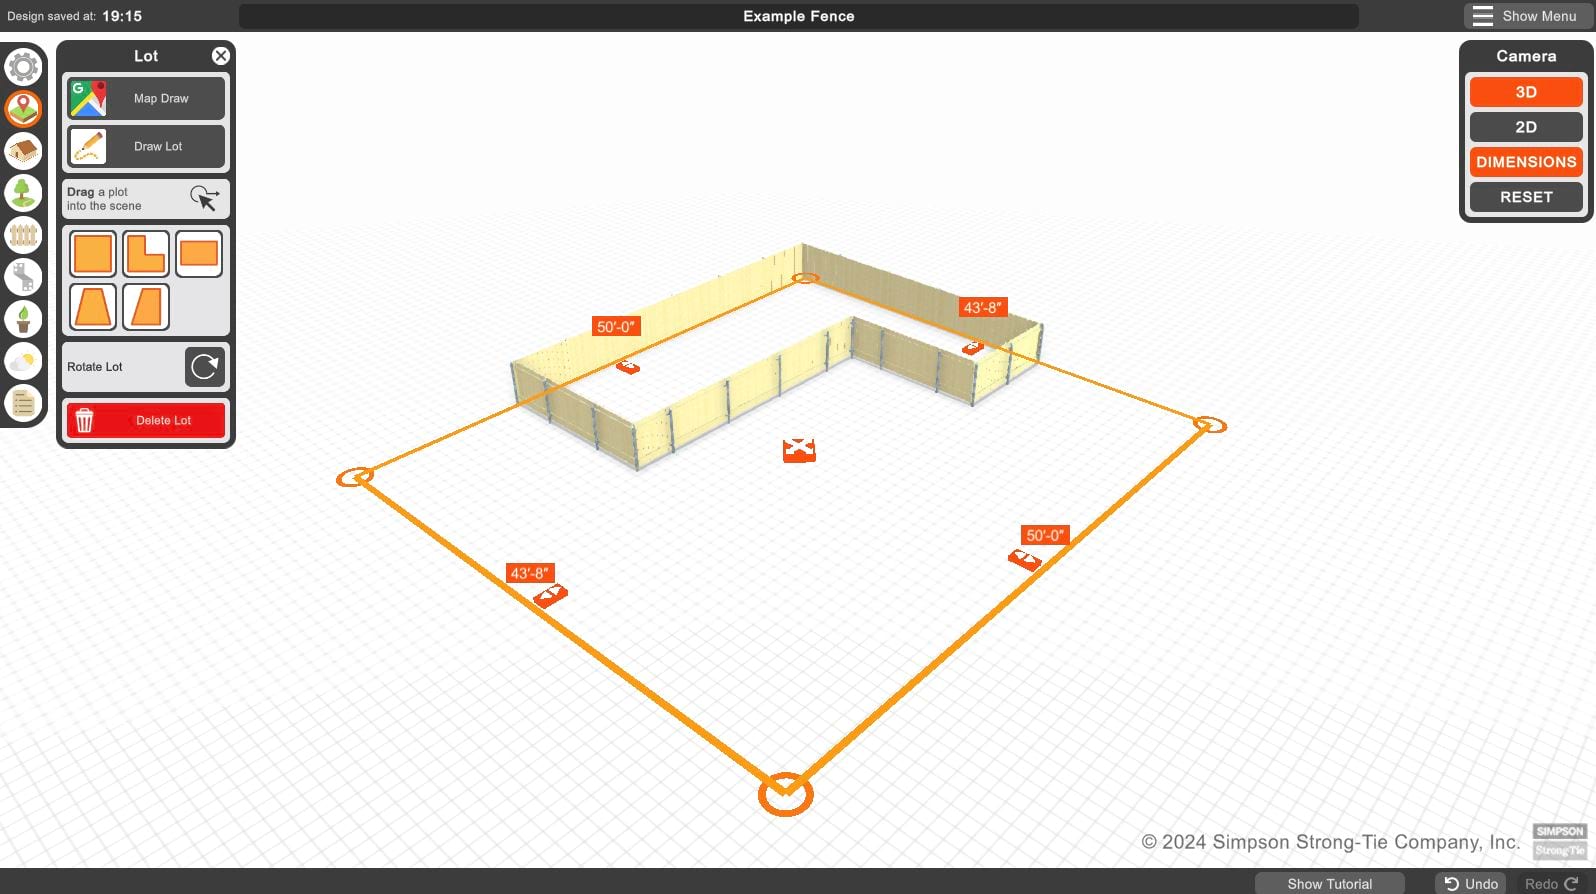 Design saved at: 19:15
Example Fence
Show Menu
Lot
Map Draw
Draw Lot
Drag a plot
into the scene
Rotate Lot
Delete Lot
Camera
3D
2D
DIMENSIONS
RESET
50'-0"
43'-8"
50'-0"
43'-8"
© 2024 Simpson Strong-Tie Company, Inc.
SIMPSON
Strong-Tie
Show Tutorial
Undo
Redo